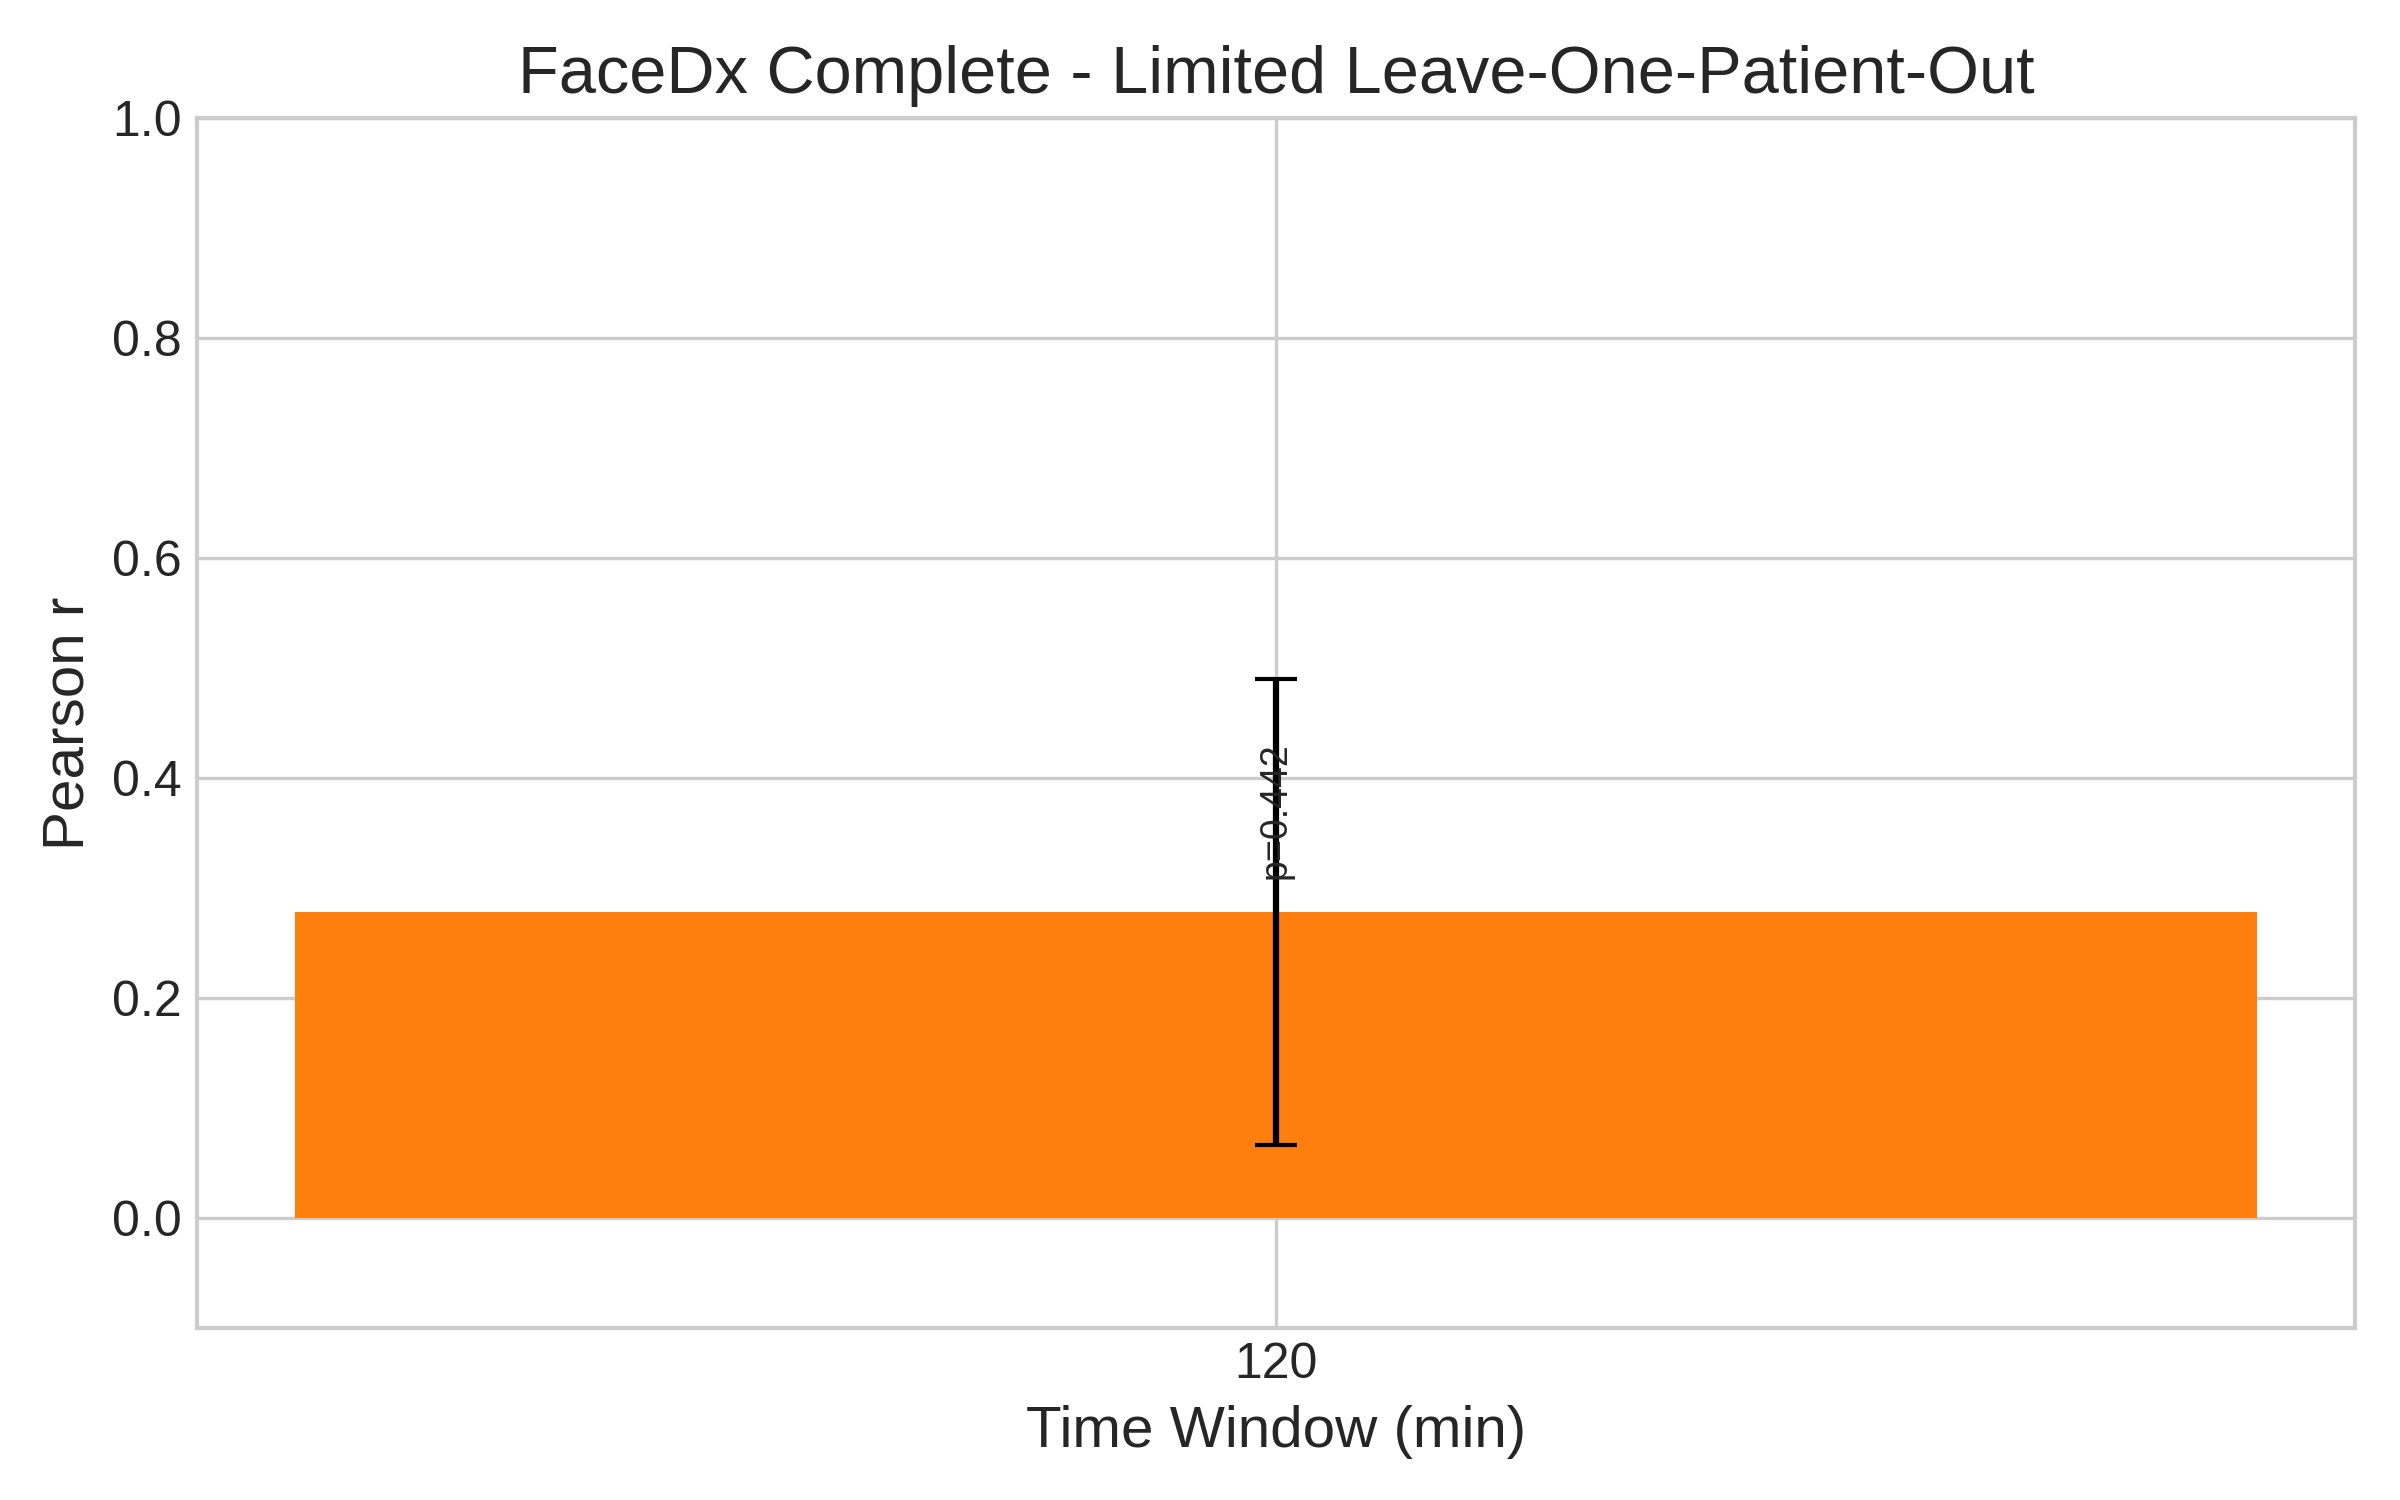 FaceDx Complete - Limited Leave-One-Patient-Out
1.0
0.8
0.6
0.4
0.2
0.0
Pearson r
p=0.442
120
Time Window (min)